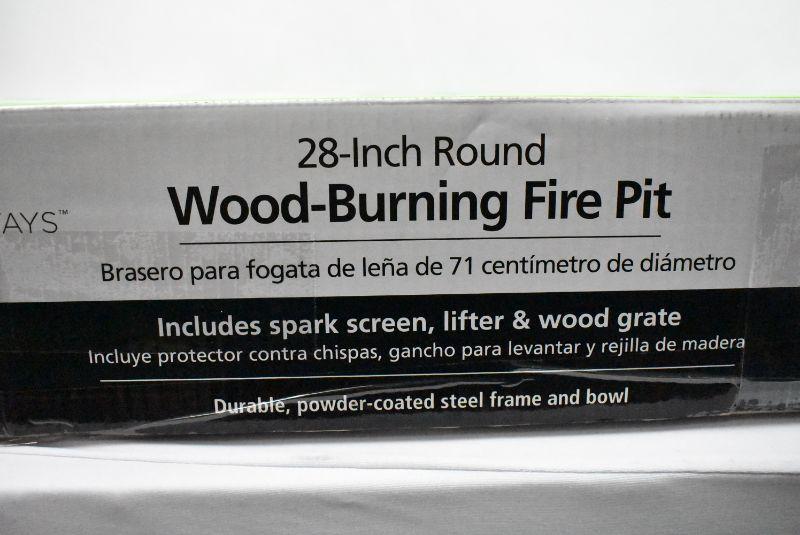 28-Inch Round
AYS™
Wood-Burning Fire Pit
Brasero para fogata de leña de 71 centímetro de diámetro
Includes spark screen, lifter & wood grate
Incluye protector contra chispas, gancho para levantar y rejilla de madera
Durable, powder-coated steel frame and bowl